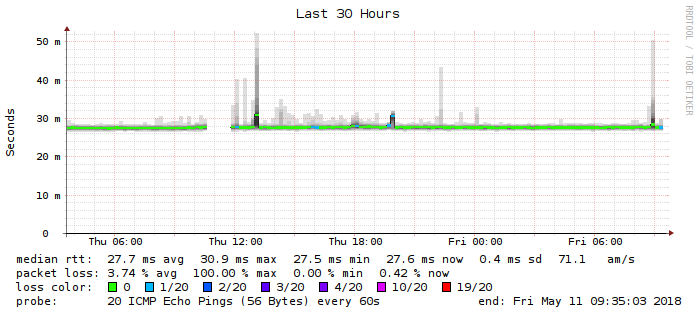 Last 30 Hours
RRDTOOL / TOBI OETIKER
Seconds
50 m
40 m
30 m
20 m
10 m
0
Thu 06:00 Thu 12:00 Thu 18:00 Fri 00:00 Fri 06:00
median rtt: 27.7 ms avg 30.9 ms max 27.5 ms min 27.6 ms now 0.4 ms sd 71.1 am/s
packet loss: 3.74 % avg 100.00 % max 0.00 % min 0.42 % now
loss color: 0 1/20 2/20 3/20 4/20 10/20 19/20
probe: 20 ICMP Echo Pings (56 Bytes) every 60s end: Fri May 11 09:35:03 2018